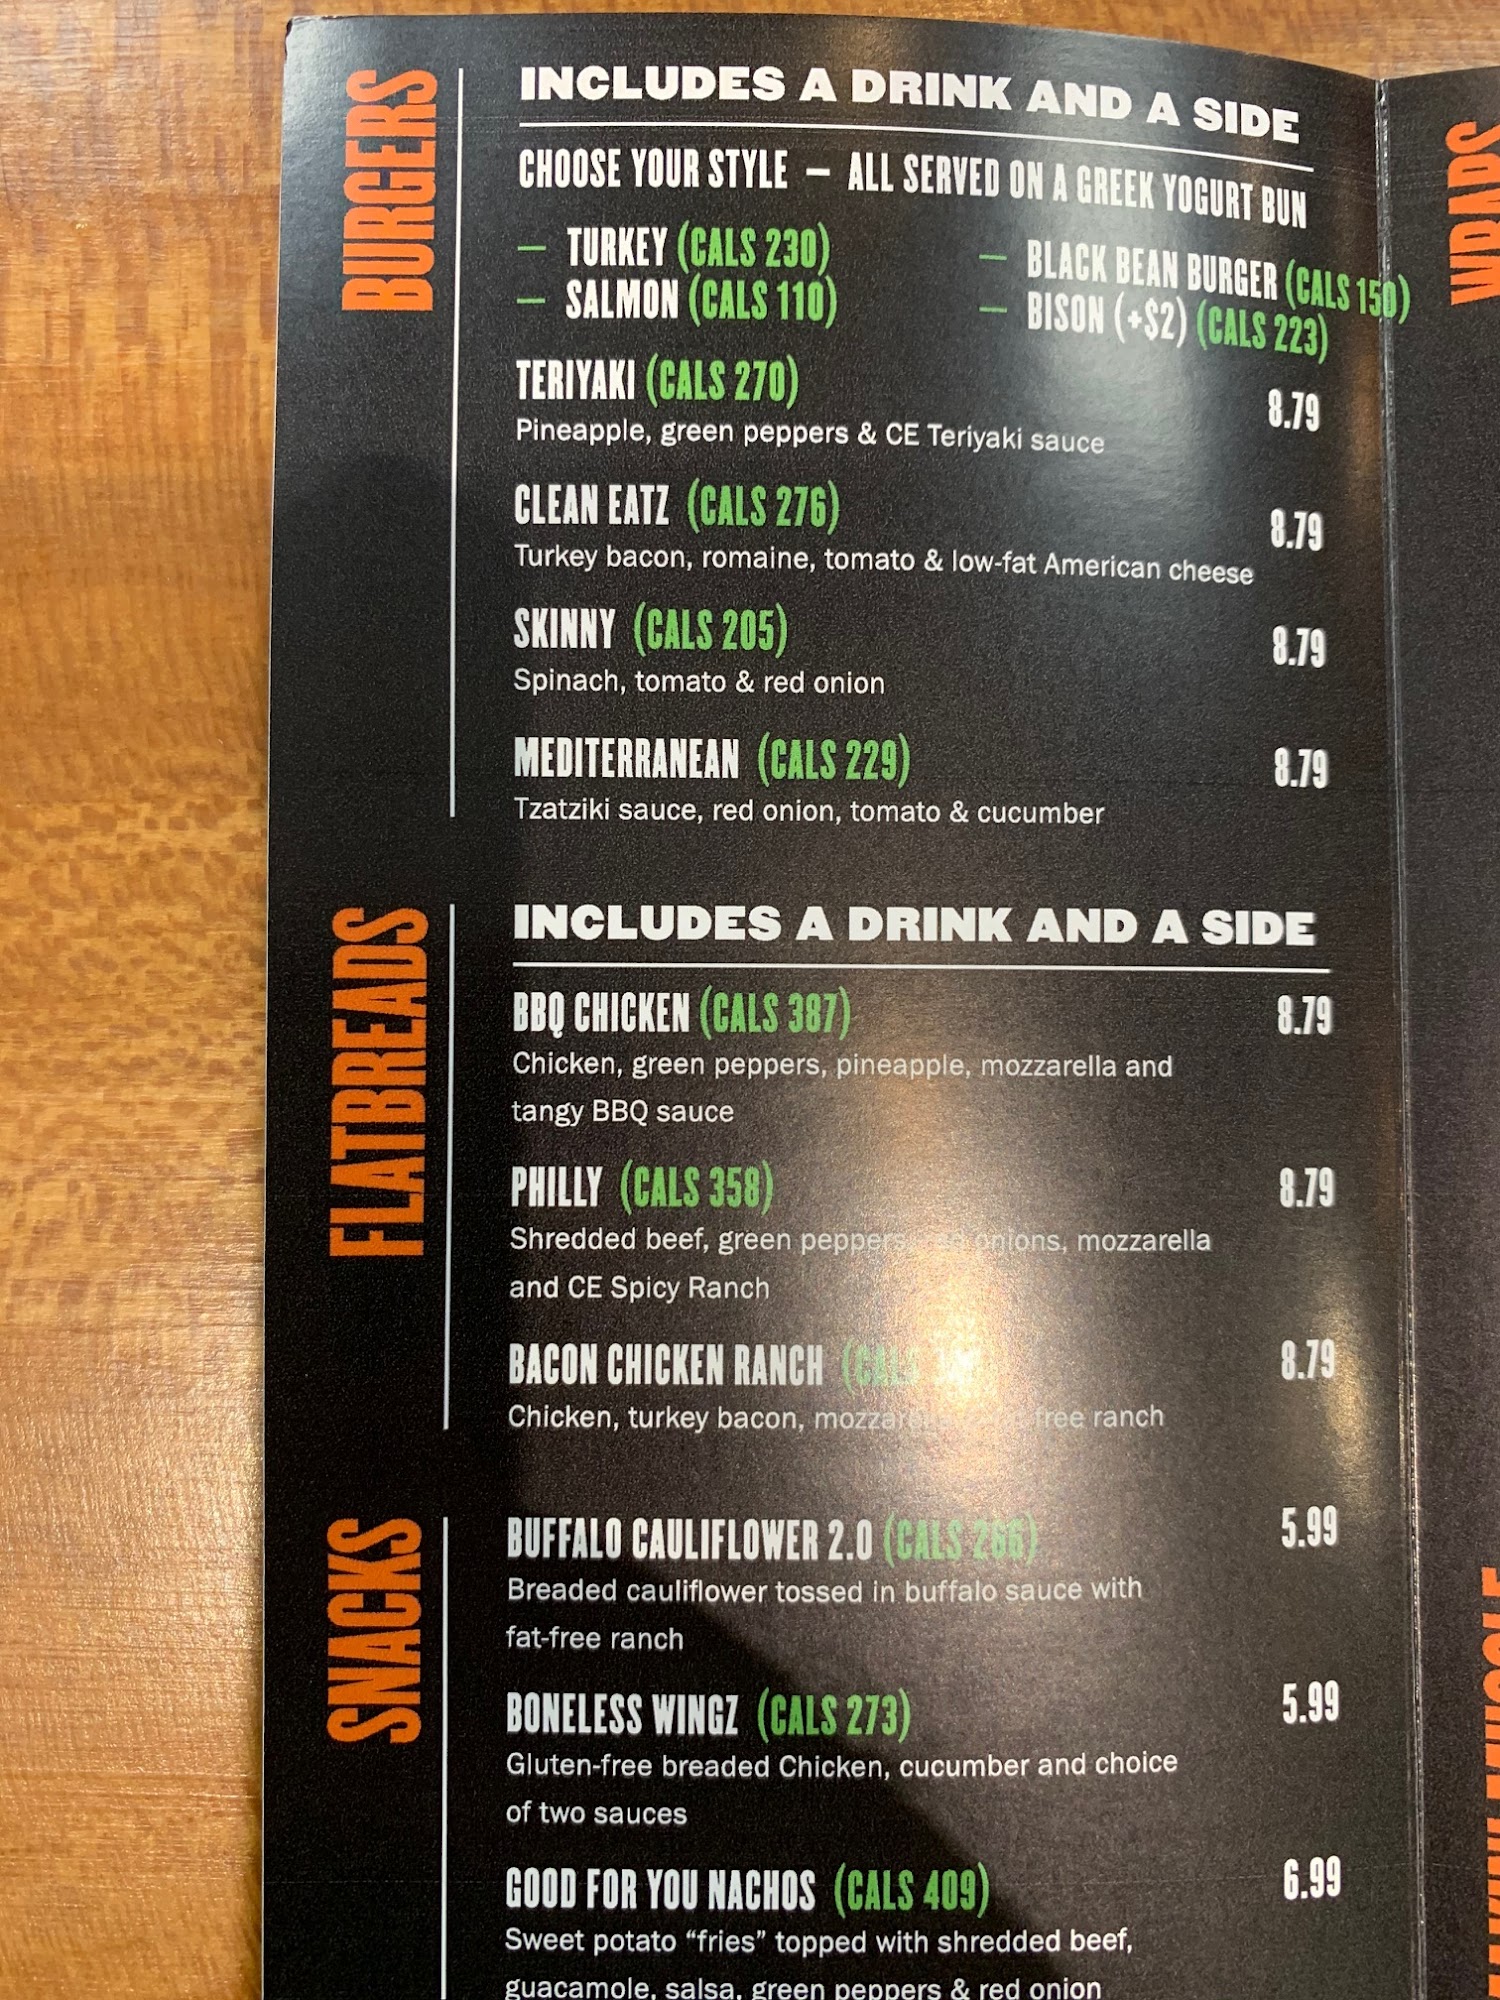 BURGERS
INCLUDES A DRINK AND A SIDE
CHOOSE YOUR STYLE — ALL SERVED ON A GREEK YOGURT BUN
— TURKEY (CALS 230)
— SALMON (CALS 110)
— BLACK BEAN BURGER (CALS 150)
— BISON (+$2) (CALS 223)
TERIYAKI (CALS 270) 8.79
Pineapple, green peppers & CE Teriyaki sauce
CLEAN EATZ (CALS 276) 8.79
Turkey bacon, romaine, tomato & low-fat American cheese
SKINNY (CALS 205) 8.79
Spinach, tomato & red onion
MEDITERRANEAN (CALS 229) 8.79
Tzatziki sauce, red onion, tomato & cucumber
FLATBREADS
INCLUDES A DRINK AND A SIDE
BBQ CHICKEN (CALS 387) 8.79
Chicken, green peppers, pineapple, mozzarella and
tangy BBQ sauce
PHILLY (CALS 358) 8.79
Shredded beef, green peppers, red onions, mozzarella
and CE Spicy Ranch
BACON CHICKEN RANCH (CALS 8.79
Chicken, turkey bacon, free ranch
SNACKS
BUFFALO CAULIFLOWER 2.0 (CALS 266) 5.99
Breaded cauliflower tossed in buffalo sauce with
fat-free ranch
BONELESS WINGZ (CALS 273) 5.99
Gluten-free breaded Chicken, cucumber and choice
of two sauces
GOOD FOR YOU NACHOS (CALS 409) 6.99
Sweet potato “fries” topped with shredded beef,
guacamole, salsa, green peppers & red onion
WRAPS